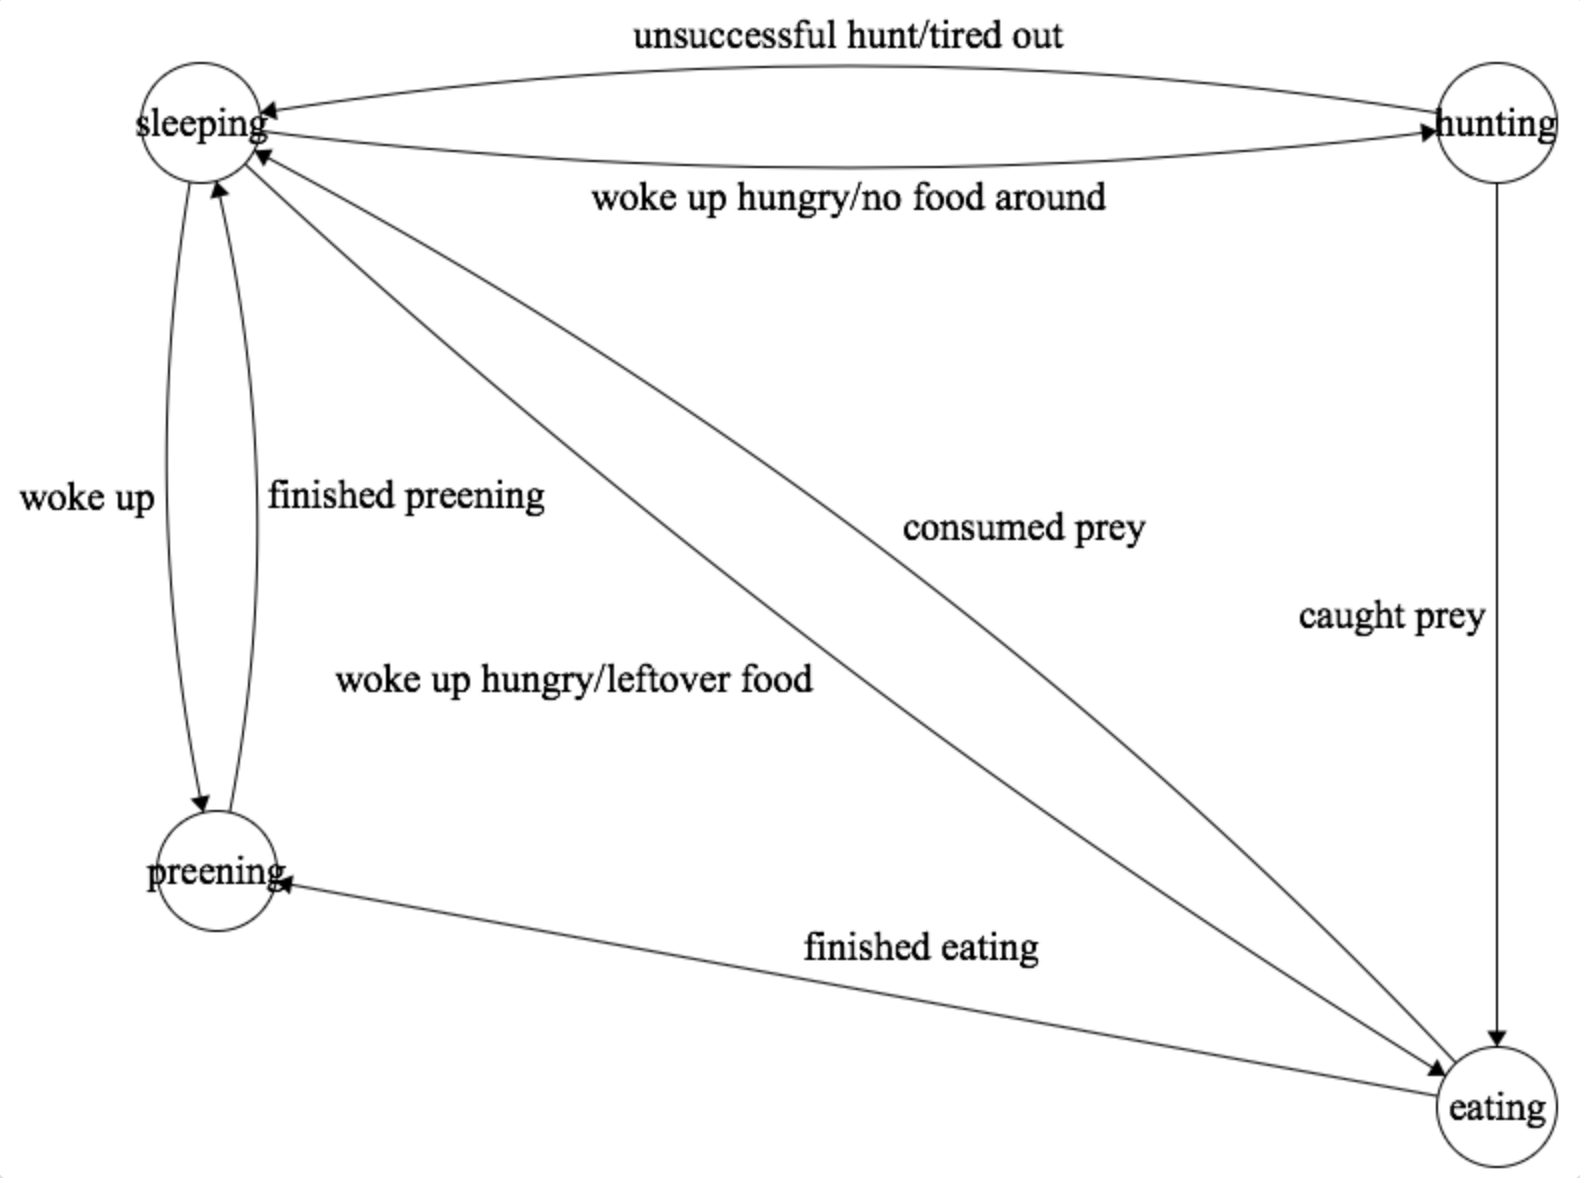 unsuccessful hunt/tired out
sleeping
hunting
woke up hungry/no food around
woke up
finished preening
consumed prey
caught prey
woke up hungry/leftover food
preening
finished eating
eating